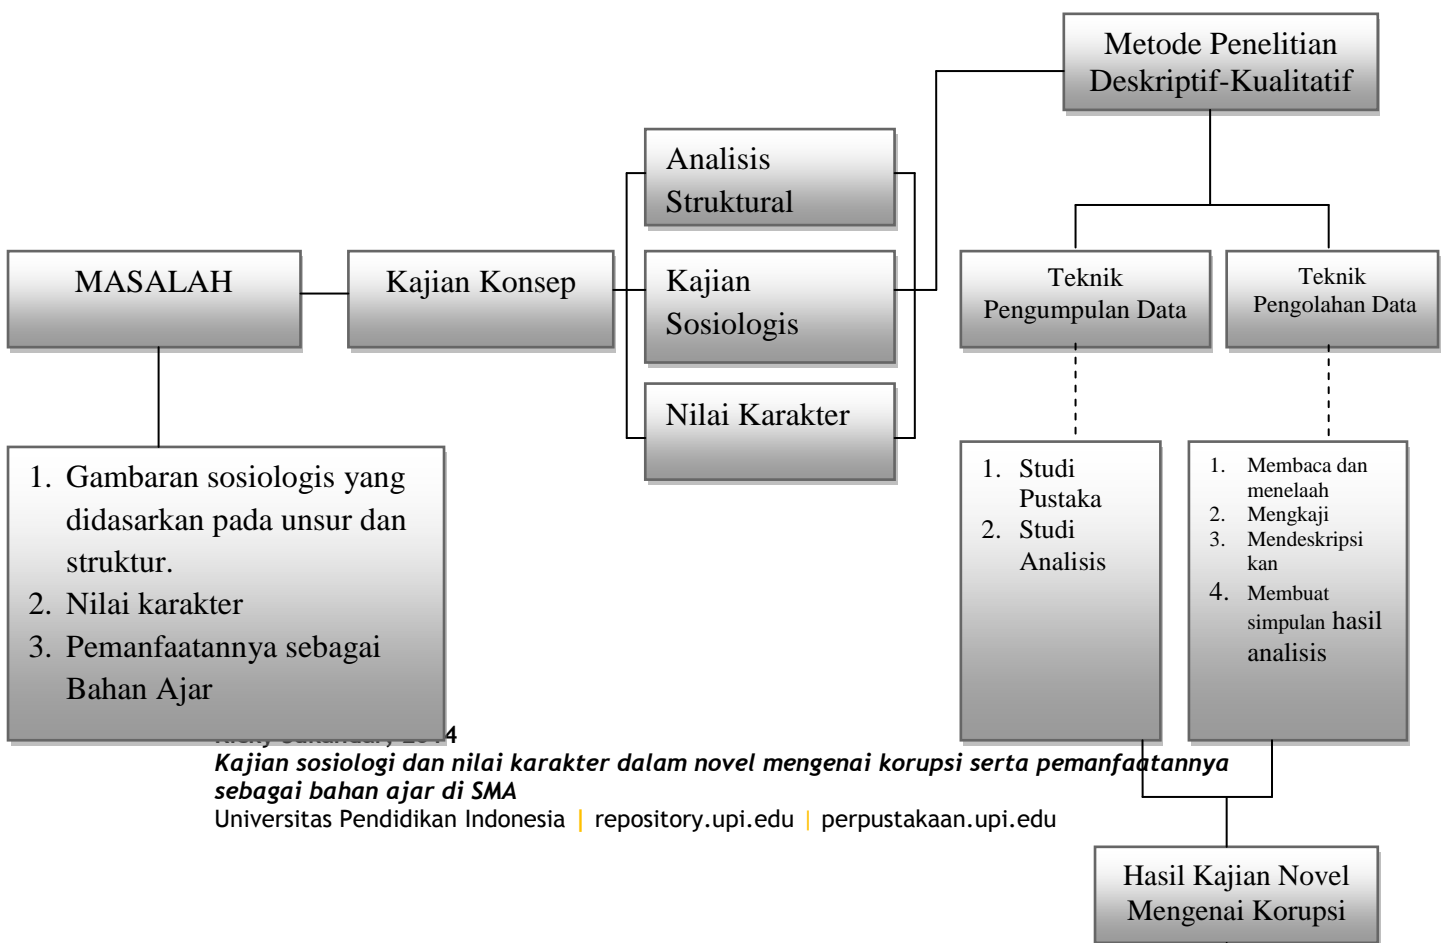 Metode Penelitian
Deskriptif-Kualitatif
Analisis
Struktural
MASALAH
Kajian Konsep
Kajian
Sosiologis
Nilai Karakter
Teknik
Pengumpulan Data
Teknik
Pengolahan Data
1. Gambaran sosiologis yang
didasarkan pada unsur dan
struktur.
2. Nilai karakter
3. Pemanfaatannya sebagai
Bahan Ajar
1. Studi
Pustaka
2. Studi
Analisis
1. Membaca dan
menelaah
2. Mengkaji
3. Mendeskripsi
kan
4. Membuat
simpulan hasil
analisis
Kajian sosiologi dan nilai karakter dalam novel mengenai korupsi serta pemanfaatannya
sebagai bahan ajar di SMA
Universitas Pendidikan Indonesia | repository.upi.edu | perpustakaan.upi.edu
Hasil Kajian Novel
Mengenai Korupsi